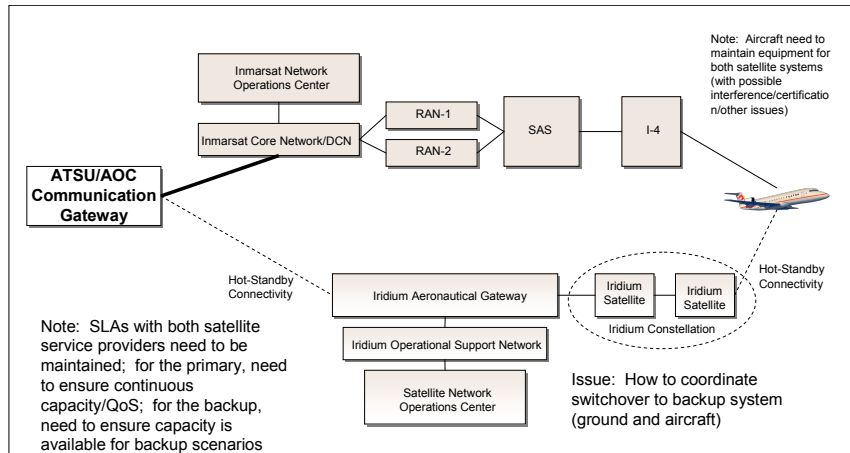 Note: Aircraft need to
maintain equipment for
both satellite systems
(with possible
interference/certificatio
n/other issues)
Inmarsat Network
Operations Center
RAN-1
Inmarsat Core Network/DCN
RAN-2
SAS
I-4
ATSU/AOC
Communication
Gateway
Hot-Standby
Connectivity
Hot-Standby
Connectivity
Iridium Aeronautical Gateway
Iridium
Satellite
Iridium
Satellite
Iridium Constellation
Iridium Operational Support Network
Satellite Network
Operations Center
Note: SLAs with both satellite
service providers need to be
maintained; for the primary, need
to ensure continuous
capacity/QoS; for the backup,
need to ensure capacity is
available for backup scenarios
Issue: How to coordinate
switchover to backup system
(ground and aircraft)